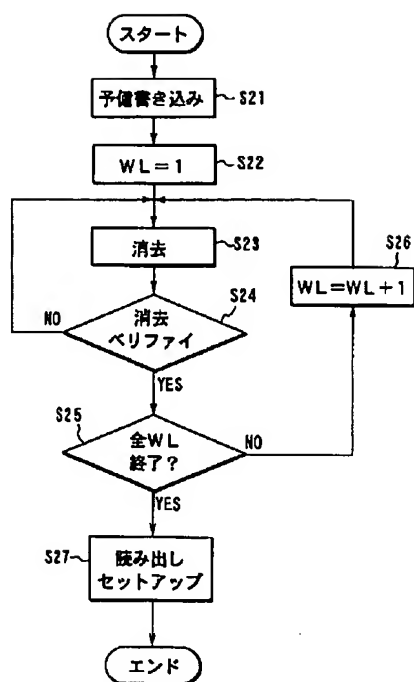 スタート
予備書き込み
S21
WL=1
S22
消去
S23
S26
WL=WL+1
S24
消去
ベリファイ
NO
YES
S25
全WL
終了?
NO
YES
S27
読み出し
セットアップ
エンド